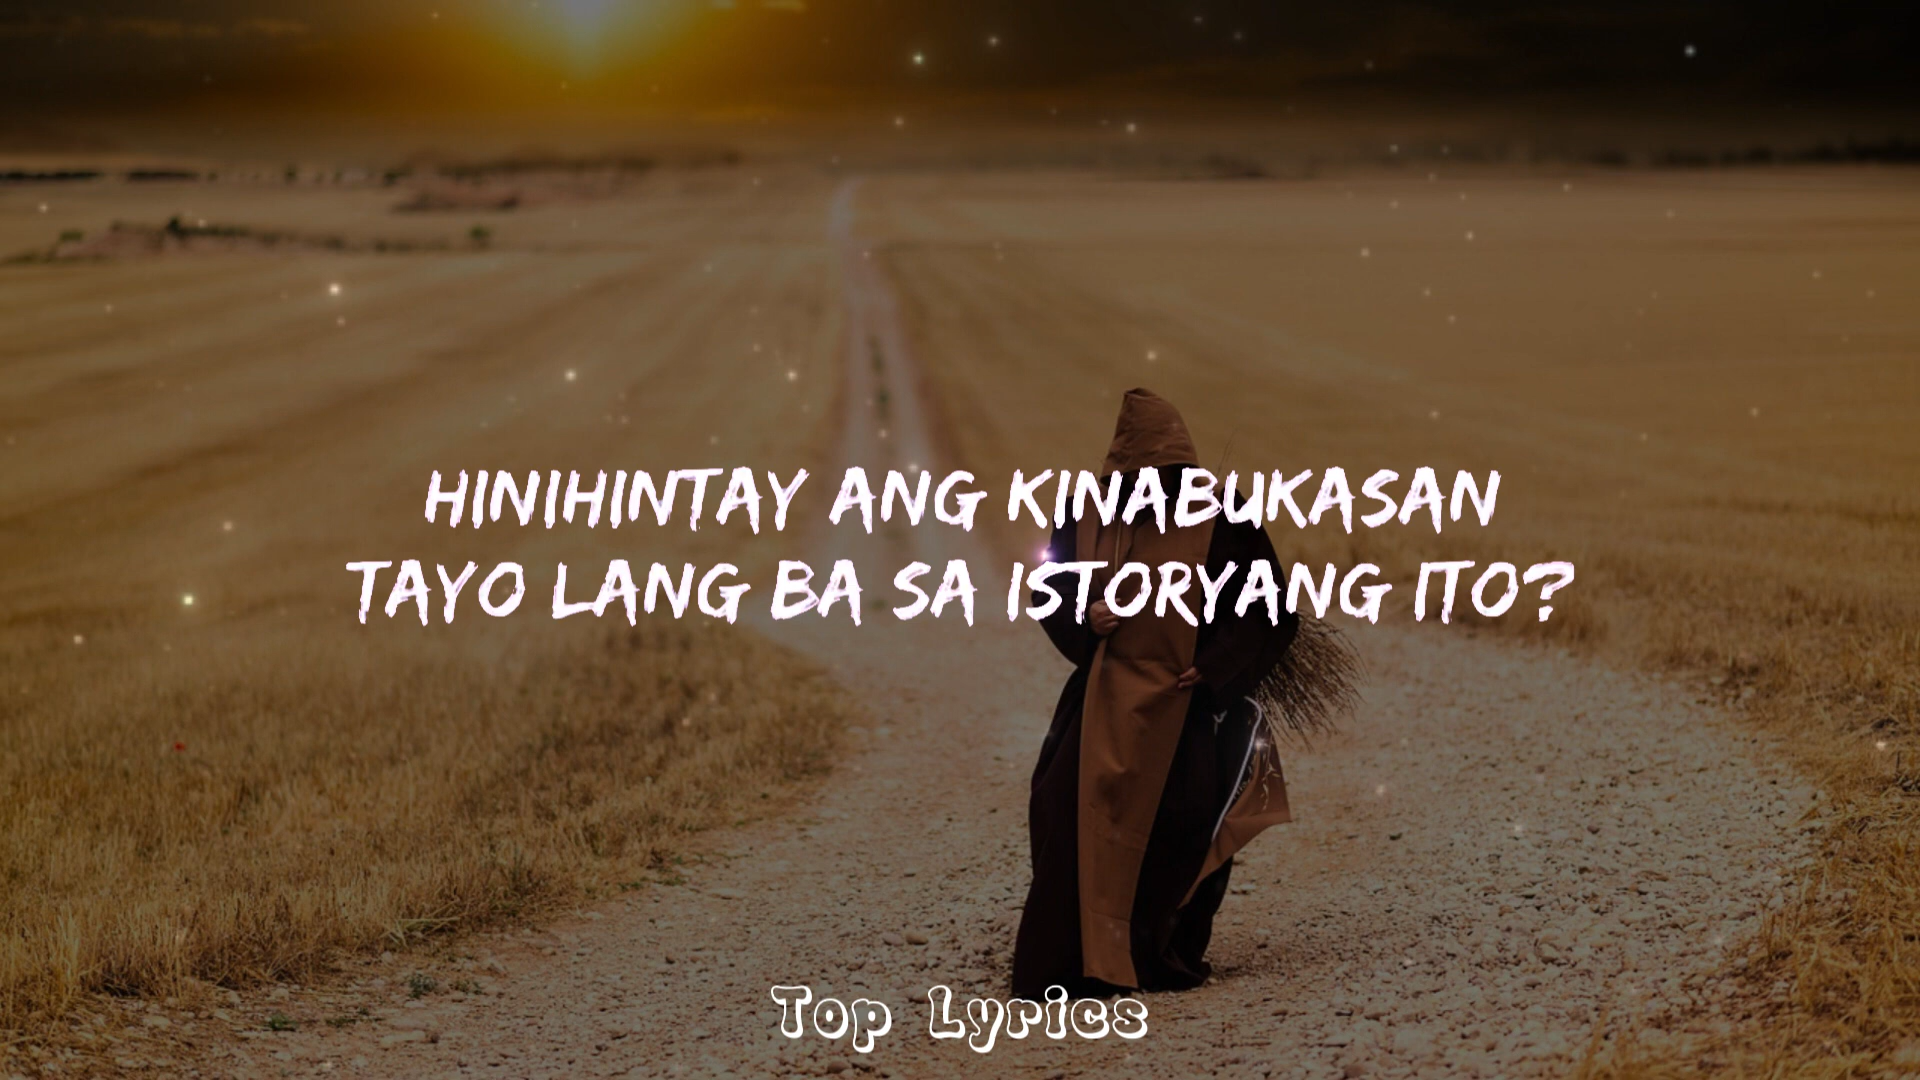 HINIHINTAY ANG KINABUKASAN
TAYO LANG BA SA ISTORYANG ITO?
Top Lyrics